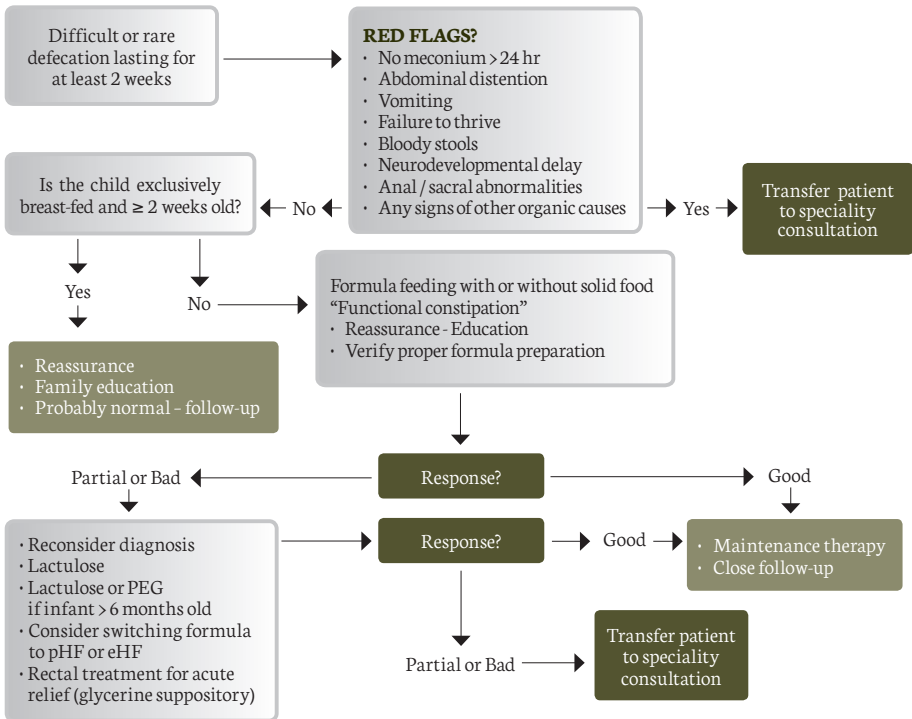 Difficult or rare
defecation lasting for
at least 2 weeks
RED FLAGS?
· No meconium > 24 hr
· Abdominal distention
· Vomiting
· Failure to thrive
· Bloody stools
· Neurodevelopmental delay
· Anal / sacral abnormalities
· Any signs of other organic causes
Yes
Transfer patient
to speciality
consultation
No
Is the child exclusively
breast-fed and ≥ 2 weeks old?
Yes
No
· Reassurance
· Family education
· Probably normal – follow-up
Formula feeding with or without solid food
“Functional constipation”
· Reassurance - Education
· Verify proper formula preparation
Response?
Partial or Bad
Good
· Reconsider diagnosis
· Lactulose
· Lactulose or PEG
if infant > 6 months old
· Consider switching formula
to pHF or eHF
· Rectal treatment for acute
relief (glycerine suppository)
Response?
Good
· Maintenance therapy
· Close follow-up
Partial or Bad
Transfer patient
to speciality
consultation